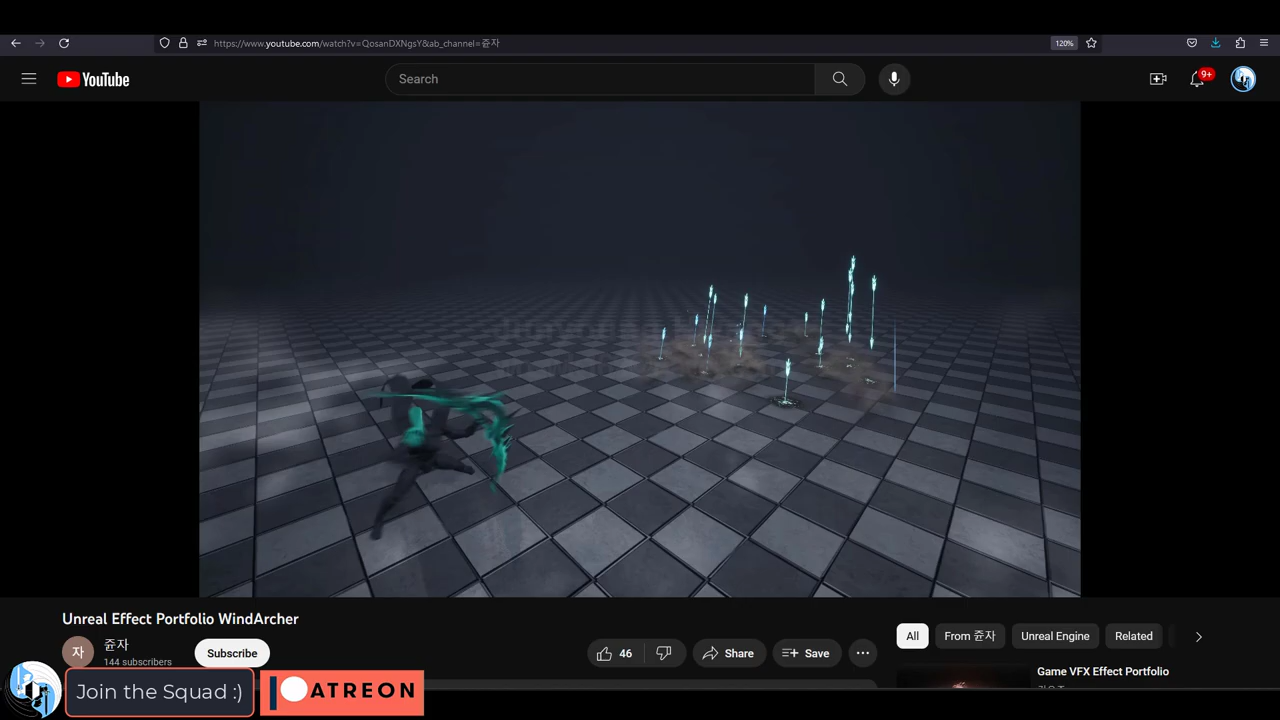 https://www.youtube.com/watch?v=QosanDXNgsY&ab_channel=쥰자
120%
YouTube
Search
9+
Unreal Effect Portfolio WindArcher
자
쥰자
144 subscribers
Subscribe
46
Share
Save
All
From 쥰자
Unreal Engine
Related
Game VFX Effect Portfolio
Join the Squad :)
PATREON